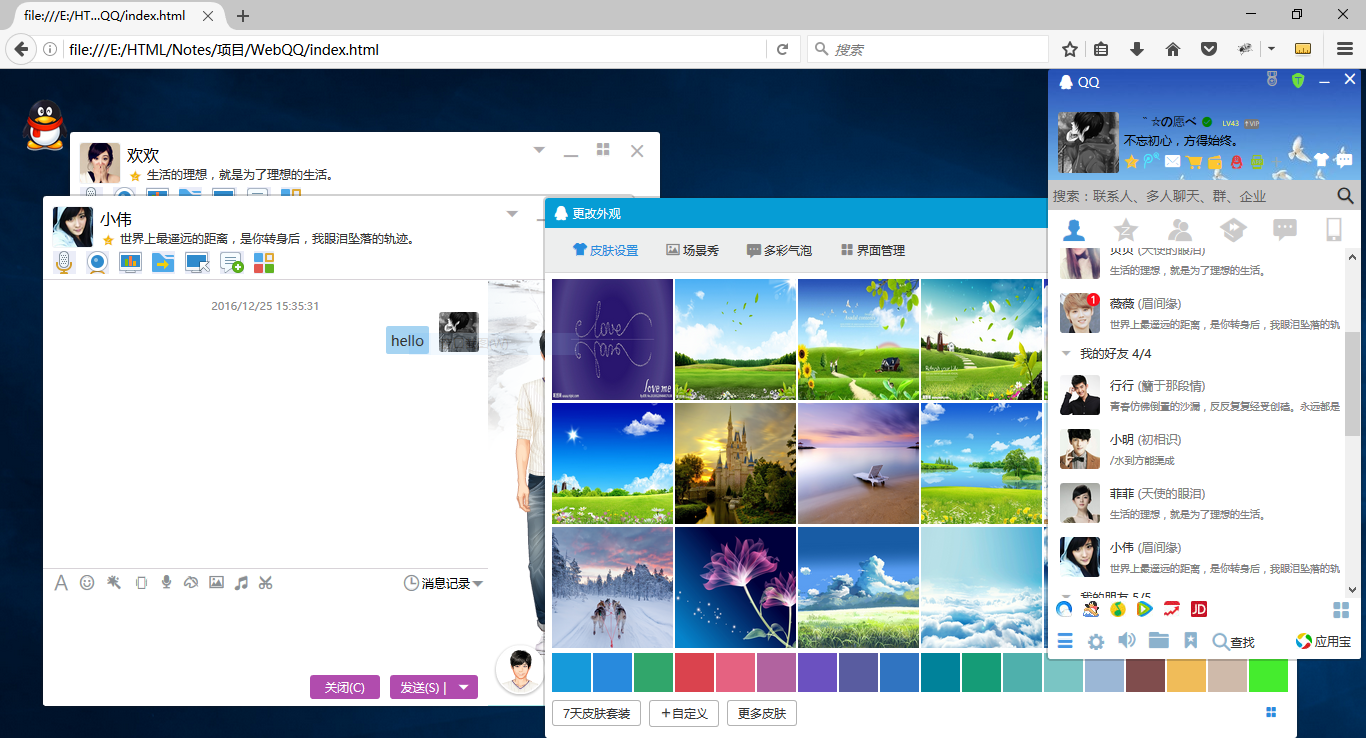 file:///E:/HT...QQ/index.html
file:///E:/HTML/Notes/项目/WebQQ/index.html
搜索
欢欢
生活的理想，就是为了理想的生活。
小伟
世界上最遥远的距离，是你转身后，我眼泪坠落的轨迹。
2016/12/25 15:35:31
hello
消息记录
关闭(C)
发送(S) |
更改外观
皮肤设置
场景秀
多彩气泡
界面管理
love
love me
7天皮肤套装
+自定义
更多皮肤
QQ
｀☆の愿ベ
LV43
VIP
不忘初心，方得始终。
搜索：联系人、多人聊天、群、企业
贝贝 (天使的眼泪)
生活的理想，就是为了理想的生活。
薇薇 (眉间缘)
1
世界上最遥远的距离，是你转身后，我眼泪坠落的轨
我的好友 4/4
行行 (籣于那段情)
青春仿佛倒置的沙漏，反反复复经受创磕。永远都是
小明 (初相识)
/水到方能渠成
菲菲 (天使的眼泪)
生活的理想，就是为了理想的生活。
小伟 (眉间缘)
世界上最遥远的距离，是你转身后，我眼泪坠落的轨
我的朋友 5/5
JD
查找
应用宝